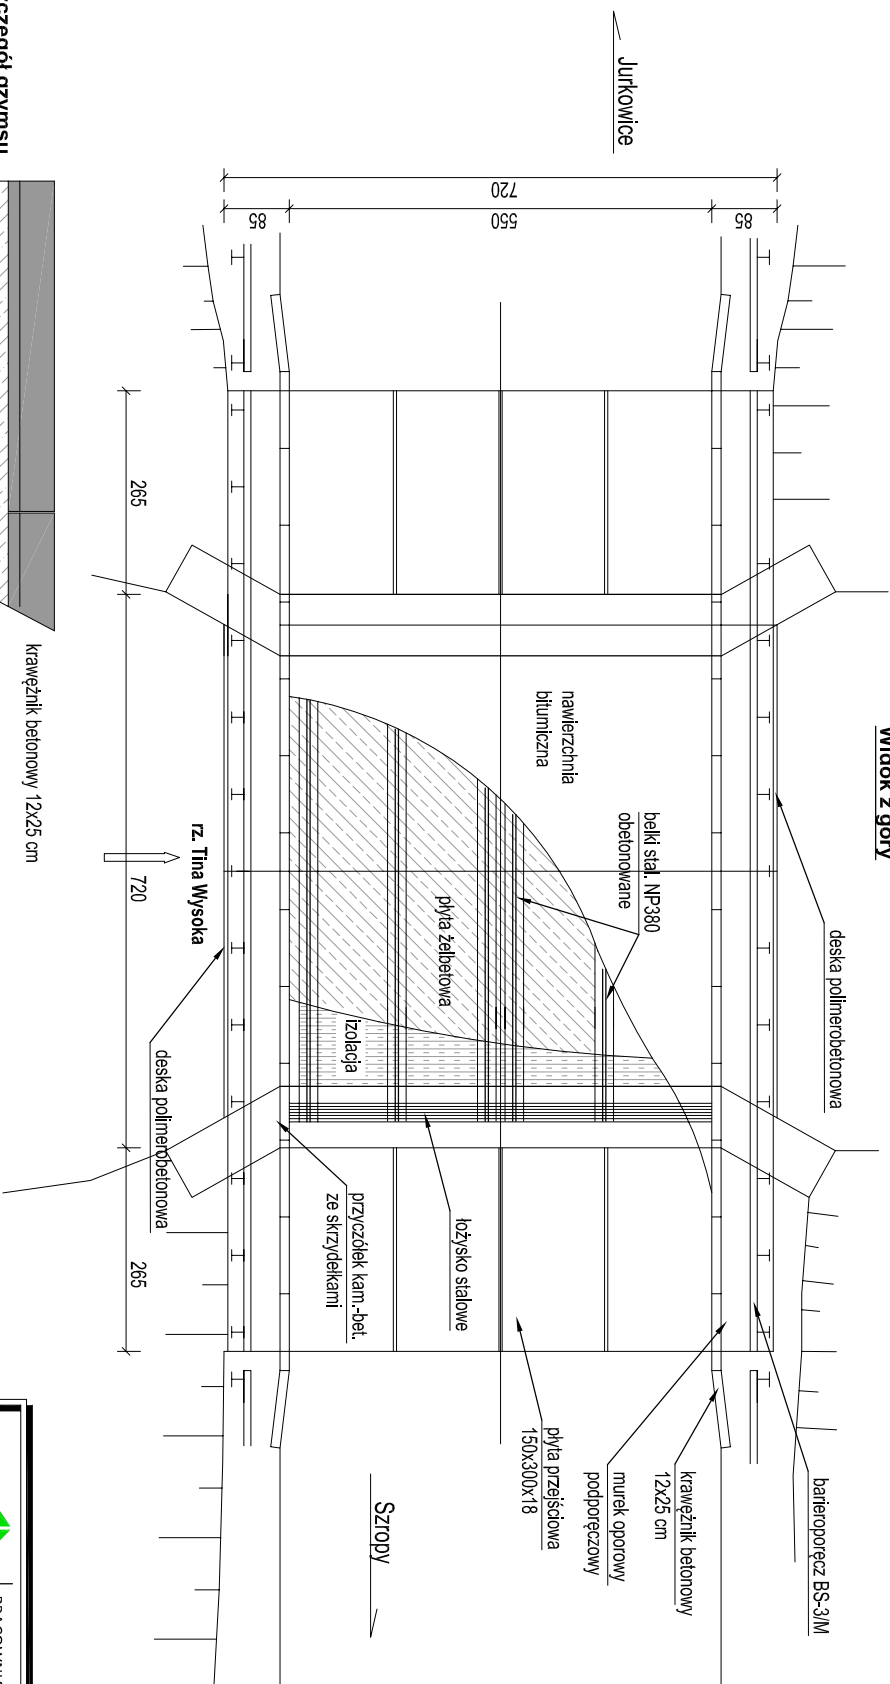 Widok z góry
Jurkowice
720
85
550
85
265
720
265
nawierzchnia
bitumiczna
belki stal. NP380
obetonowane
płyta żelbetowa
izolacja
deska polimerobetonowa
rz. Tina Wysoka
deska polimerobetonowa
przyczółek kam.-bet.
ze skrzydełkami
łożysko stalowe
płyta przejściowa
150x300x18
murek oporowy
podporęczowy
krawężnik betonowy
12x25 cm
barieroporęcz BS-3/M
Szropy
krawężnik betonowy 12x25 cm
zczegół gzymsu